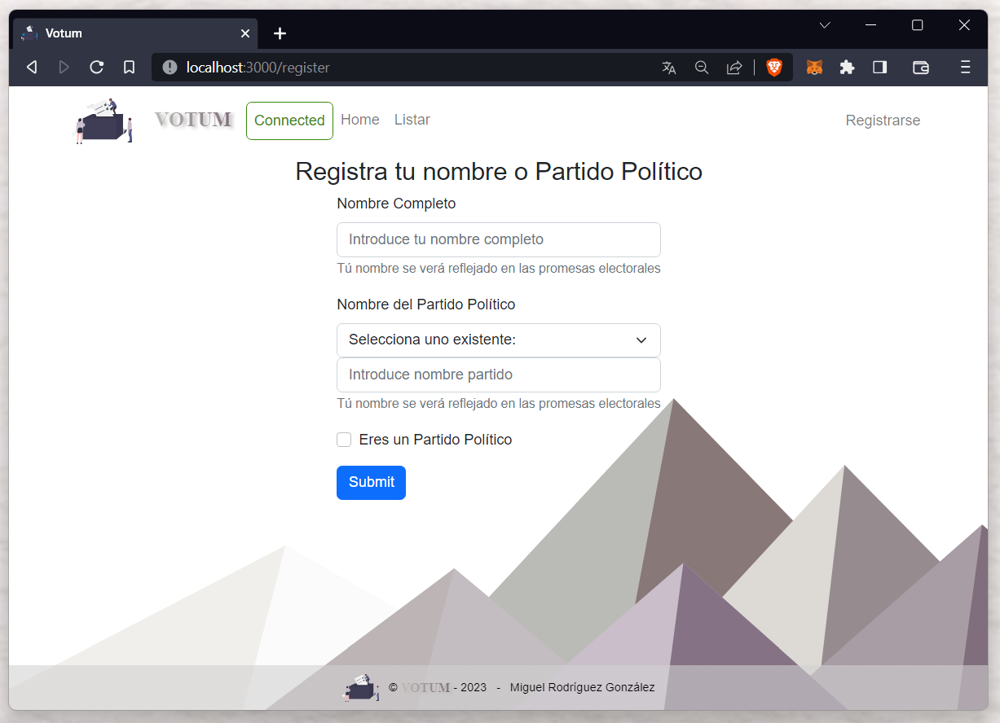 Votum
localhost:3000/register
VOTUM Connected Home Listar Registrarse
Registra tu nombre o Partido Político
Nombre Completo
Introduce tu nombre completo
Tú nombre se verá reflejado en las promesas electorales
Nombre del Partido Político
Selecciona uno existente:
Introduce nombre partido
Tú nombre se verá reflejado en las promesas electorales
Eres un Partido Político
Submit
© VOTUM - 2023 - Miguel Rodríguez González